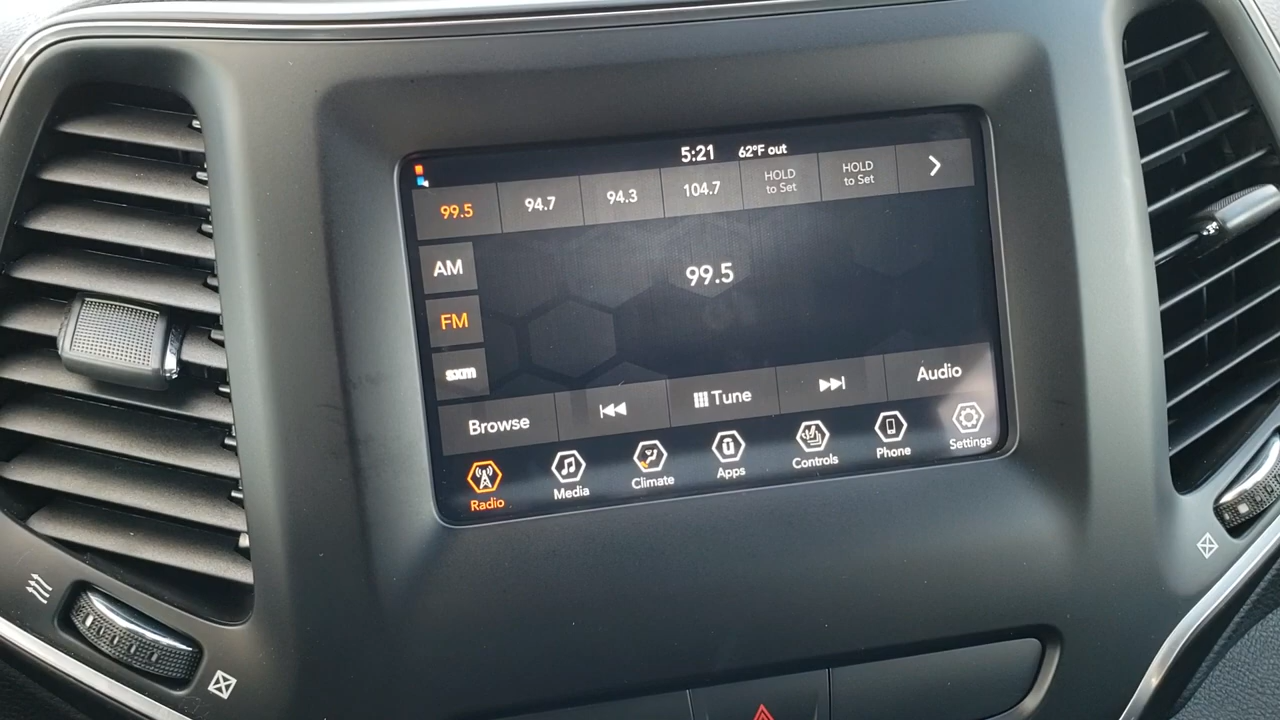 5:21 62°F out
99.5 94.7 94.3 104.7 HOLD to Set HOLD to Set
AM
99.5
FM
sxm
Browse Tune Audio
Radio Media Climate Apps Controls Phone Settings